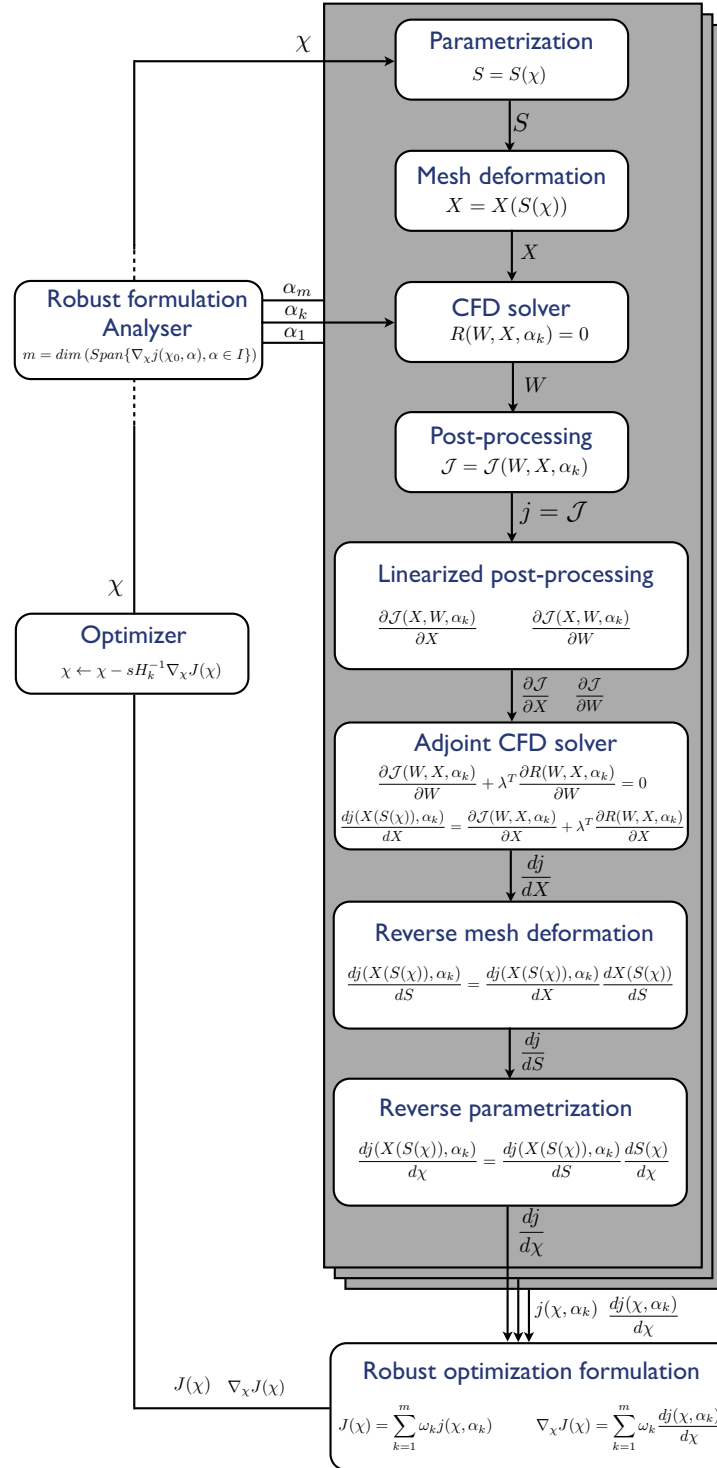 χ
Parametrization
S = S(χ)
S
Mesh deformation
X = X(S(χ))
X
Robust formulation
Analyser
m = dim (Span{∇_χ j(χ_0, α), α ∈ I})
α_m
α_k
α_1
CFD solver
R(W, X, α_k) = 0
W
Post-processing
𝒥 = 𝒥(W, X, α_k)
j = 𝒥
Linearized post-processing
∂𝒥(X, W, α_k)/∂X ∂𝒥(X, W, α_k)/∂W
χ
Optimizer
χ ← χ − sH_k^{-1}∇_χ J(χ)
∂𝒥/∂X ∂𝒥/∂W
Adjoint CFD solver
∂𝒥(W, X, α_k)/∂W + λ^T ∂R(W, X, α_k)/∂W = 0
dj(X(S(χ)), α_k)/dX = ∂𝒥(W, X, α_k)/∂X + λ^T ∂R(W, X, α_k)/∂X
dj/dX
Reverse mesh deformation
dj(X(S(χ)), α_k)/dS = dj(X(S(χ)), α_k)/dX dX(S(χ))/dS
dj/dS
Reverse parametrization
dj(X(S(χ)), α_k)/dχ = dj(X(S(χ)), α_k)/dS dS(χ)/dχ
dj/dχ
j(χ, α_k) dj(χ, α_k)/dχ
Robust optimization formulation
J(χ) = ∑_{k=1}^{m} ω_k j(χ, α_k) ∇_χ J(χ) = ∑_{k=1}^{m} ω_k dj(χ, α_k)/dχ
J(χ) ∇_χ J(χ)